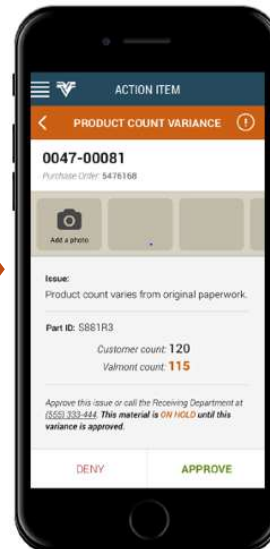 ACTION ITEM
PRODUCT COUNT VARIANCE
0047-00081
Purchase Order: 5476168
Add a photo
Issue:
Product count varies from original paperwork.
Part ID: S881R3
Customer count: 120
Valmont count: 115
Approve this issue or call the Receiving Department at
(555) 333-444. This material is ON HOLD until this
variance is approved.
DENY APPROVE